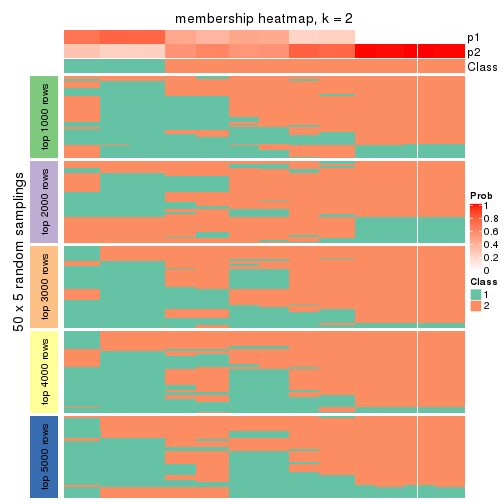 membership heatmap, k = 2
p1
p2
Class
50 x 5 random samplings
top 1000 rows
top 2000 rows
top 3000 rows
top 4000 rows
top 5000 rows
Prob
1
0.8
0.6
0.4
0.2
0
Class
1
2